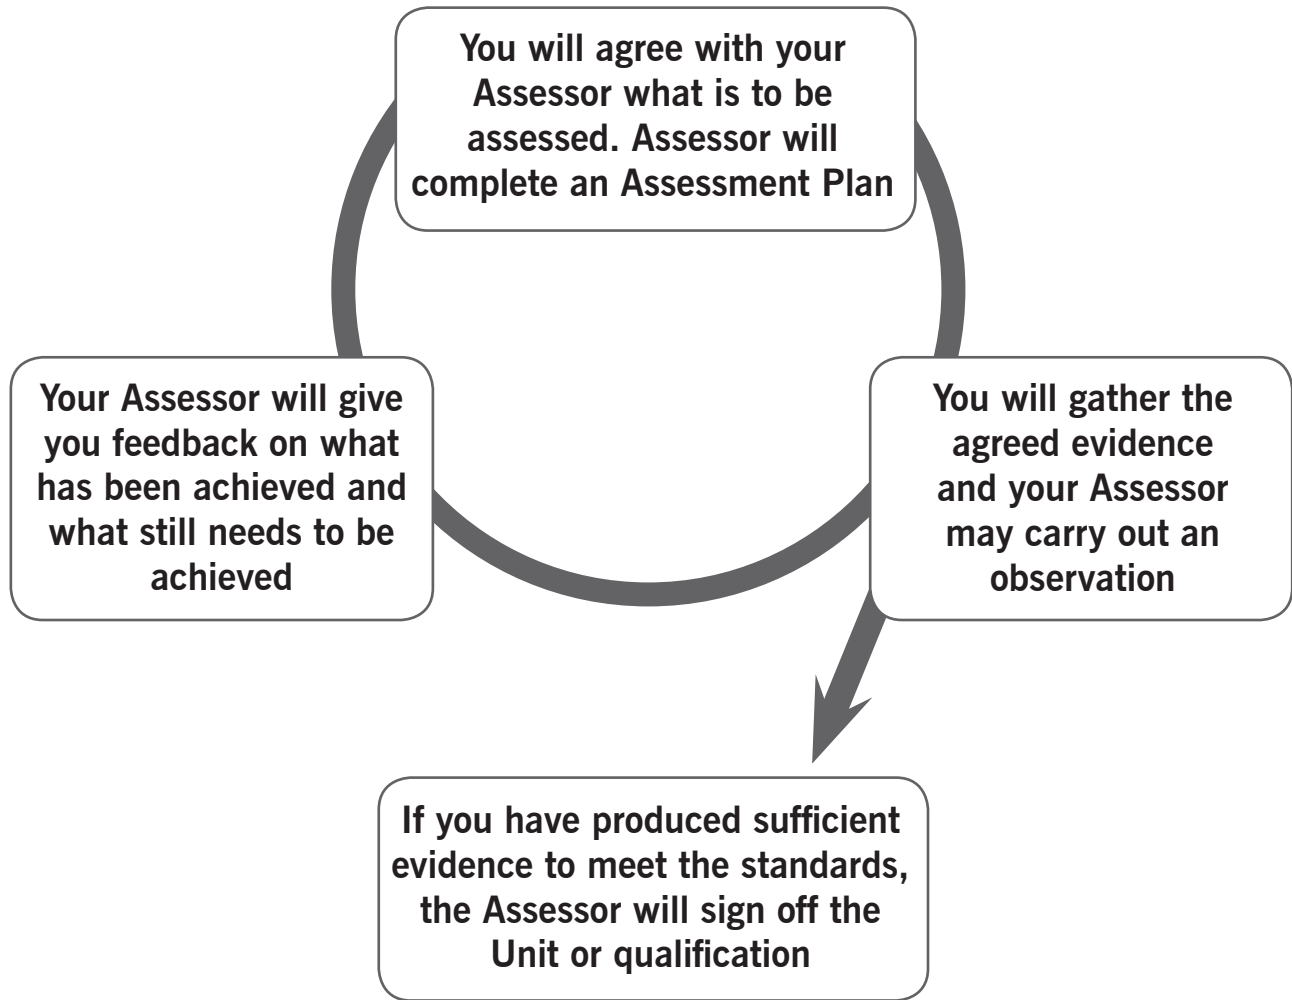 You will agree with your
Assessor what is to be
assessed. Assessor will
complete an Assessment Plan
Your Assessor will give
you feedback on what
has been achieved and
what still needs to be
achieved
You will gather the
agreed evidence
and your Assessor
may carry out an
observation
If you have produced sufficient
evidence to meet the standards,
the Assessor will sign off the
Unit or qualification